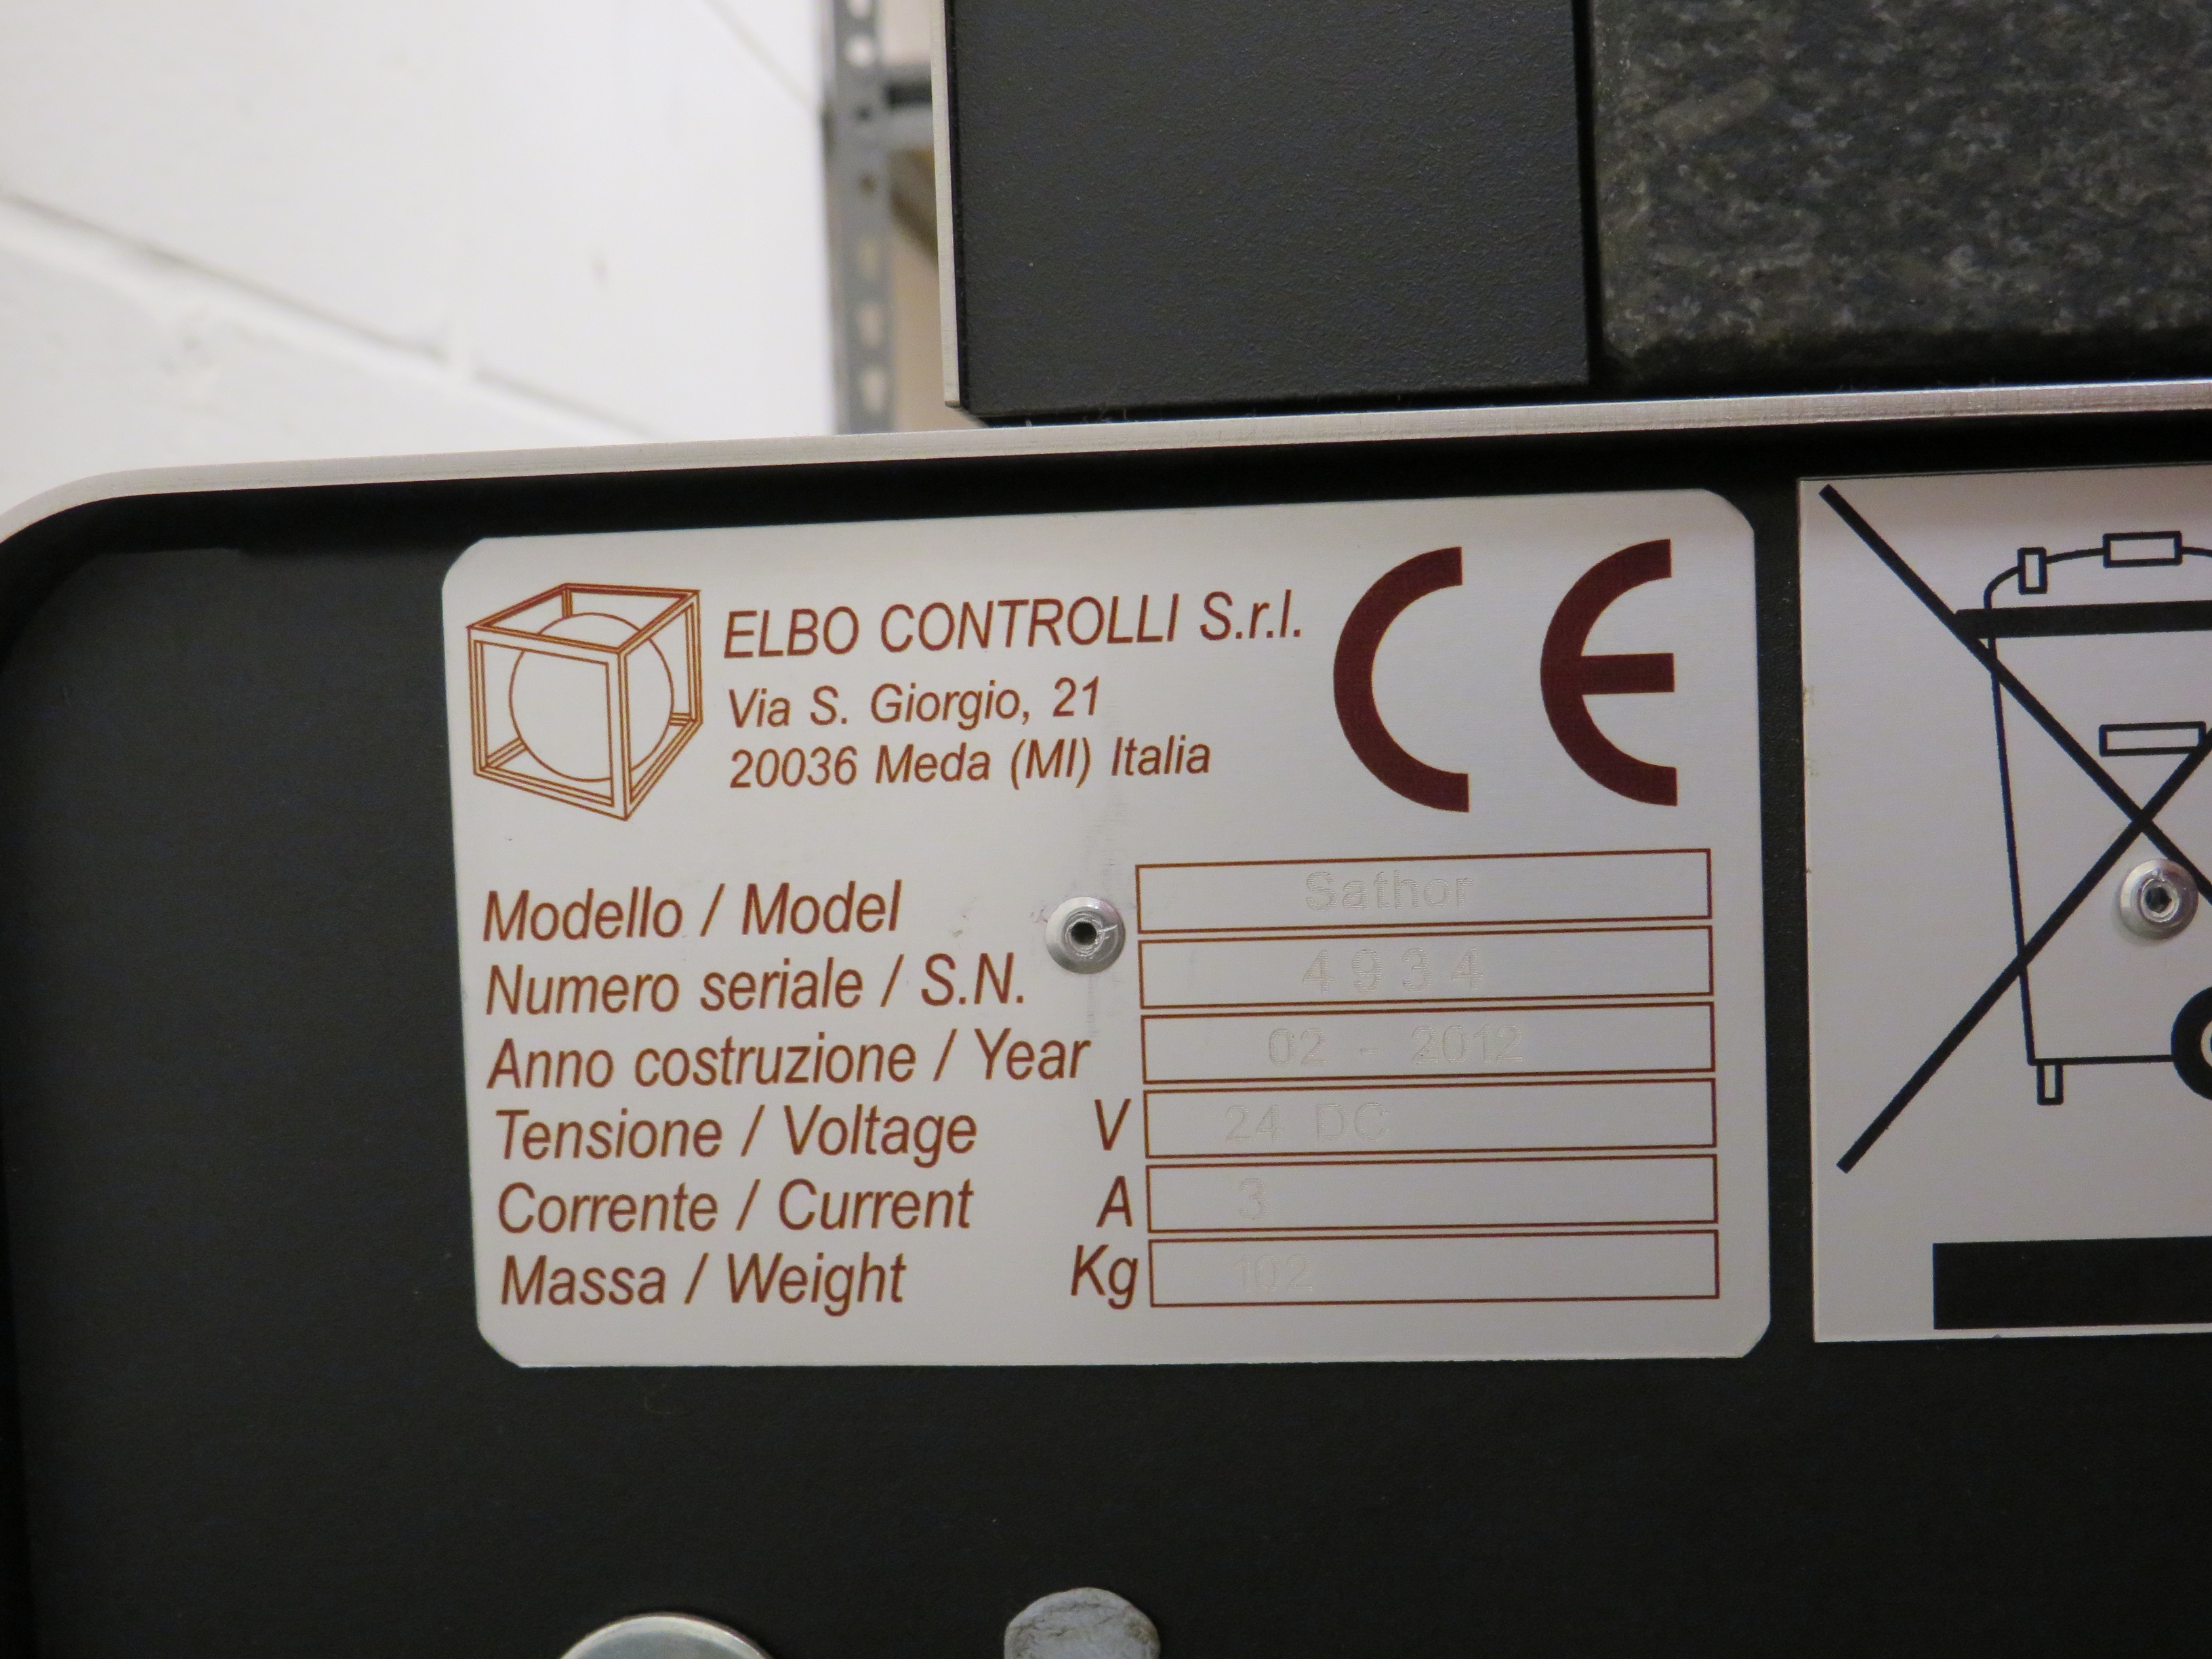 ELBO CONTROLLI S.r.l.
Via S. Giorgio, 21
20036 Meda (MI) Italia
CE
Modello / Model Sathor
Numero seriale / S.N. 4934
Anno costruzione / Year 02 - 2012
Tensione / Voltage V 24 DC
Corrente / Current A 3
Massa / Weight Kg 102